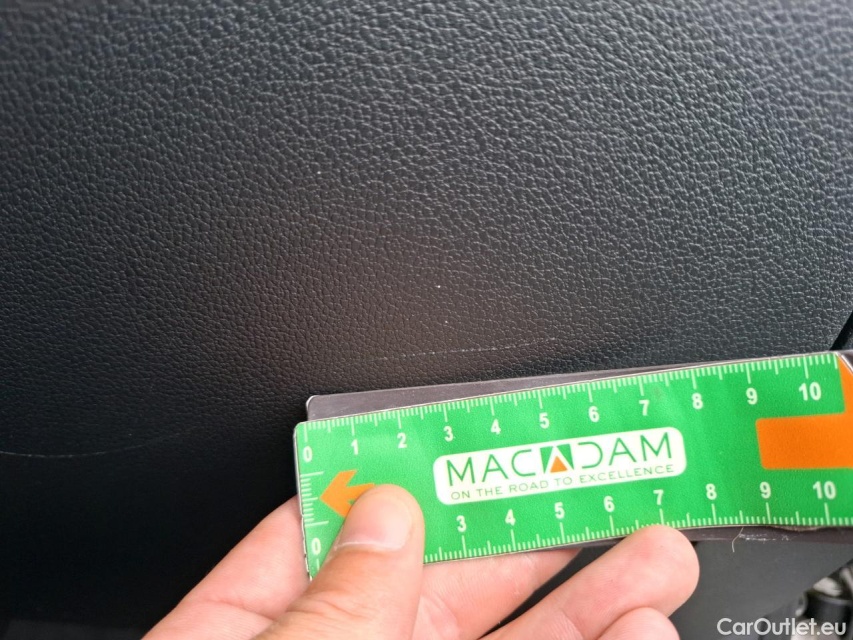 0 1 2 3 4 5 6 7 8 9 10
MACADAM
ON THE ROAD TO EXCELLENCE
0 3 4 5 6 7 8 9 10
CarOutlet.eu